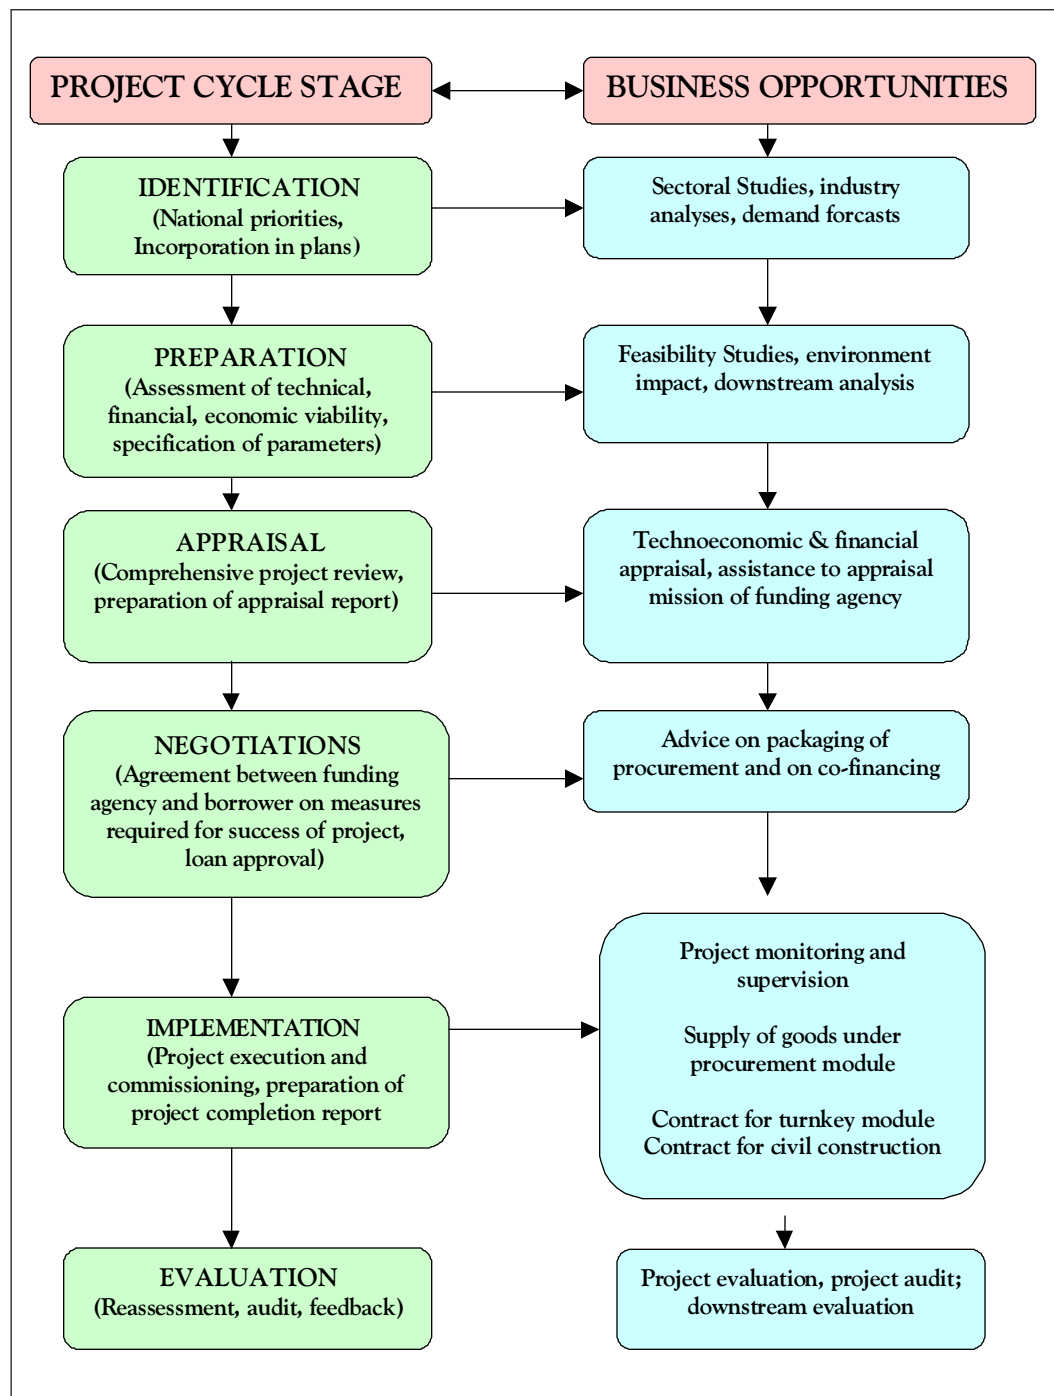 PROJECT CYCLE STAGE
BUSINESS OPPORTUNITIES
IDENTIFICATION
(National priorities,
Incorporation in plans)
Sectoral Studies, industry
analyses, demand forcasts
PREPARATION
(Assessment of technical,
financial, economic viability,
specification of parameters)
Feasibility Studies, environment
impact, downstream analysis
APPRAISAL
(Comprehensive project review,
preparation of appraisal report)
Technoeconomic & financial
appraisal, assistance to appraisal
mission of funding agency
NEGOTIATIONS
(Agreement between funding
agency and borrower on measures
required for success of project,
loan approval)
Advice on packaging of
procurement and on co-financing
IMPLEMENTATION
(Project execution and
commissioning, preparation of
project completion report
Project monitoring and
supervision
Supply of goods under
procurement module
Contract for turnkey module
Contract for civil construction
EVALUATION
(Reassessment, audit, feedback)
Project evaluation, project audit;
downstream evaluation